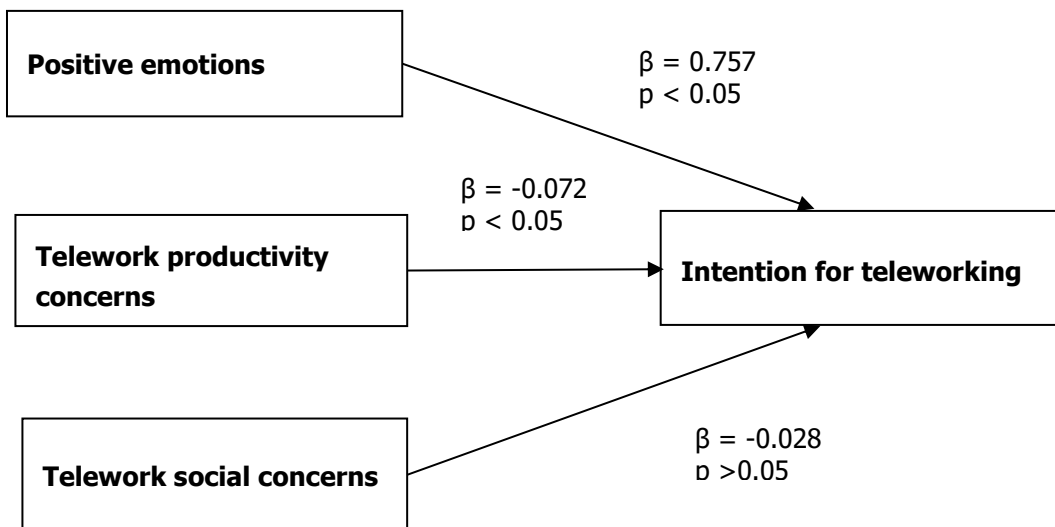 Positive emotions
β = 0.757
p < 0.05
β = -0.072
p < 0.05
Telework productivity
concerns
Intention for teleworking
β = -0.028
p >0.05
Telework social concerns